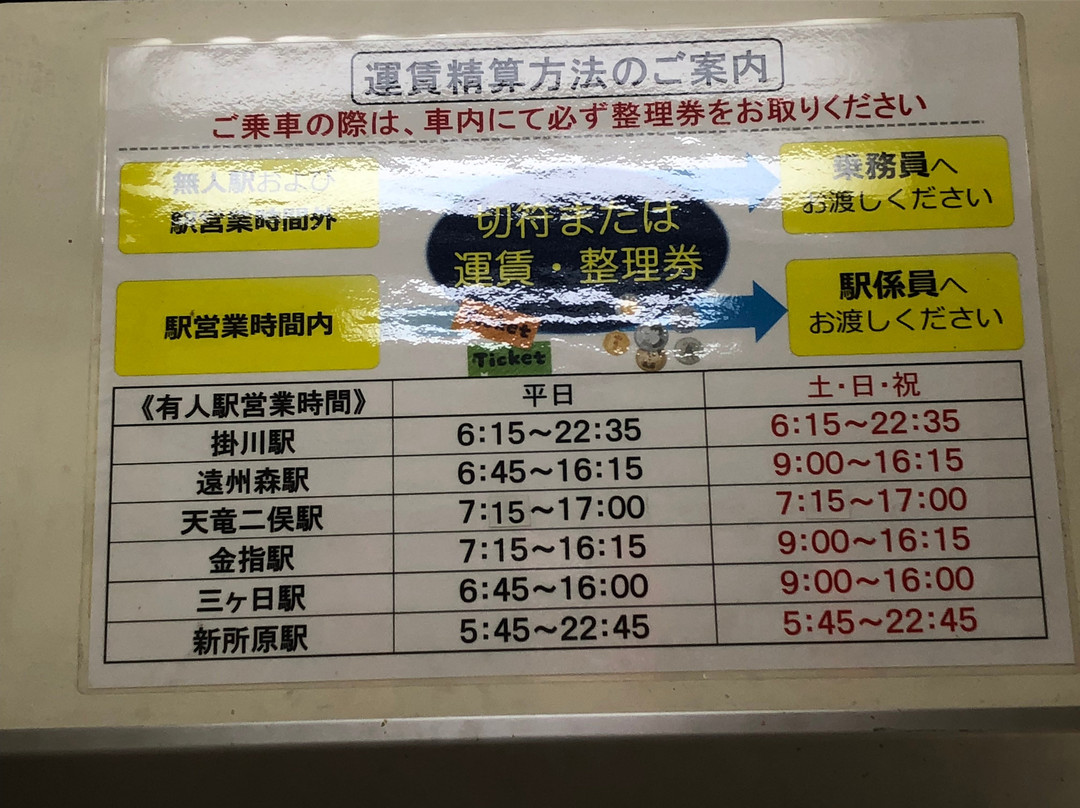 運賃精算方法のご案内
ご乗車の際は、車内にて必ず整理券をお取りください
無人駅および
駅営業時間外
切符または
運賃・整理券
乗務員へ
お渡しください
駅営業時間内
駅係員へ
お渡しください
Ticket
《有人駅営業時間》 平日 土・日・祝
掛川駅 6:15～22:35 6:15～22:35
遠州森駅 6:45～16:15 9:00～16:15
天竜二俣駅 7:15～17:00 7:15～17:00
金指駅 7:15～16:15 9:00～16:15
三ヶ日駅 6:45～16:00 9:00～16:00
新所原駅 5:45～22:45 5:45～22:45